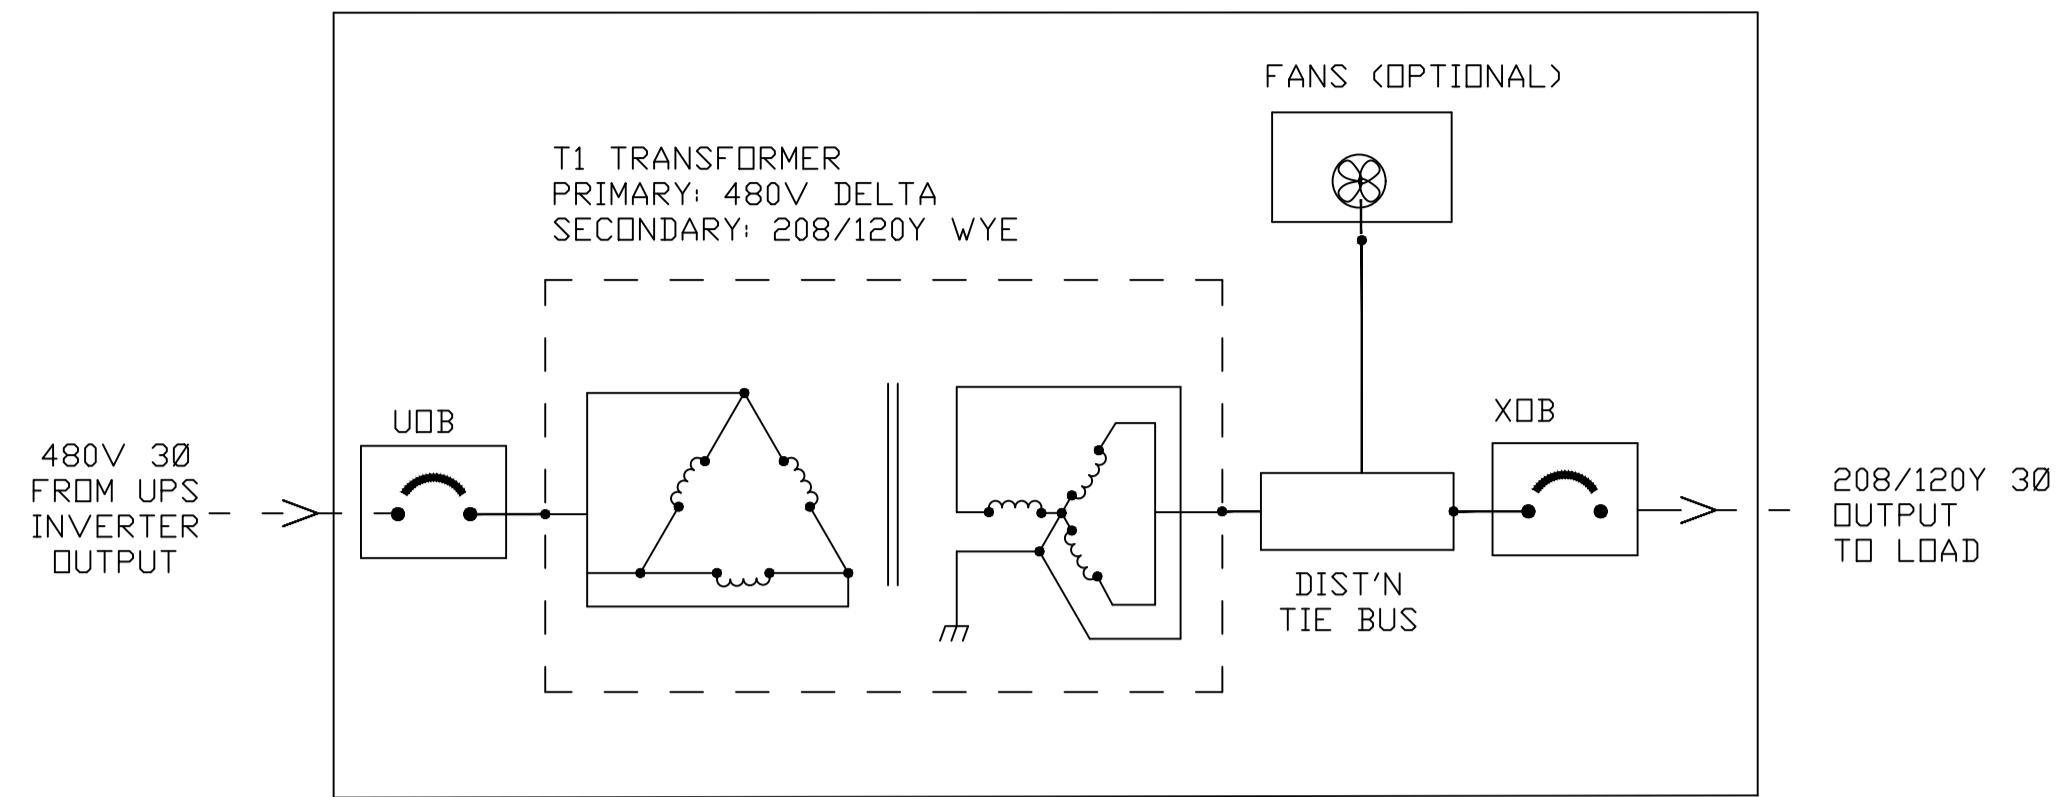 FANS (OPTIONAL)
T1 TRANSFORMER
PRIMARY: 480V DELTA
SECONDARY: 208/120Y WYE
UOB
XOB
480V 3Ø
FROM UPS
INVERTER
OUTPUT
208/120Y 3Ø
OUTPUT
TO LOAD
DIST'N
TIE BUS